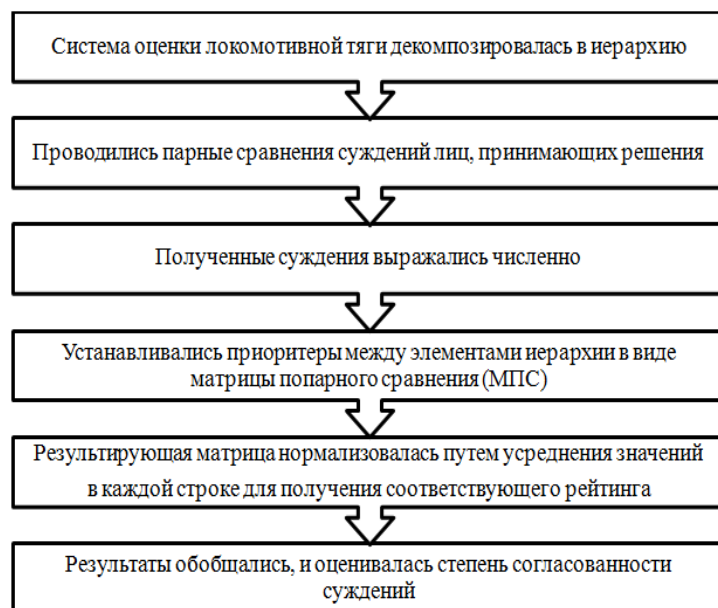 Система оценки локомотивной тяги декомпозировалась в иерархию
Проводились парные сравнения суждений лиц, принимающих решения
Полученные суждения выражались численно
Устанавливались приоритеры между элементами иерархии в виде
матрицы попарного сравнения (МПС)
Результирующая матрица нормализовалась путем усреднения значений
в каждой строке для получения соответствующего рейтинга
Результаты обобщались, и оценивалась степень согласованности
суждений